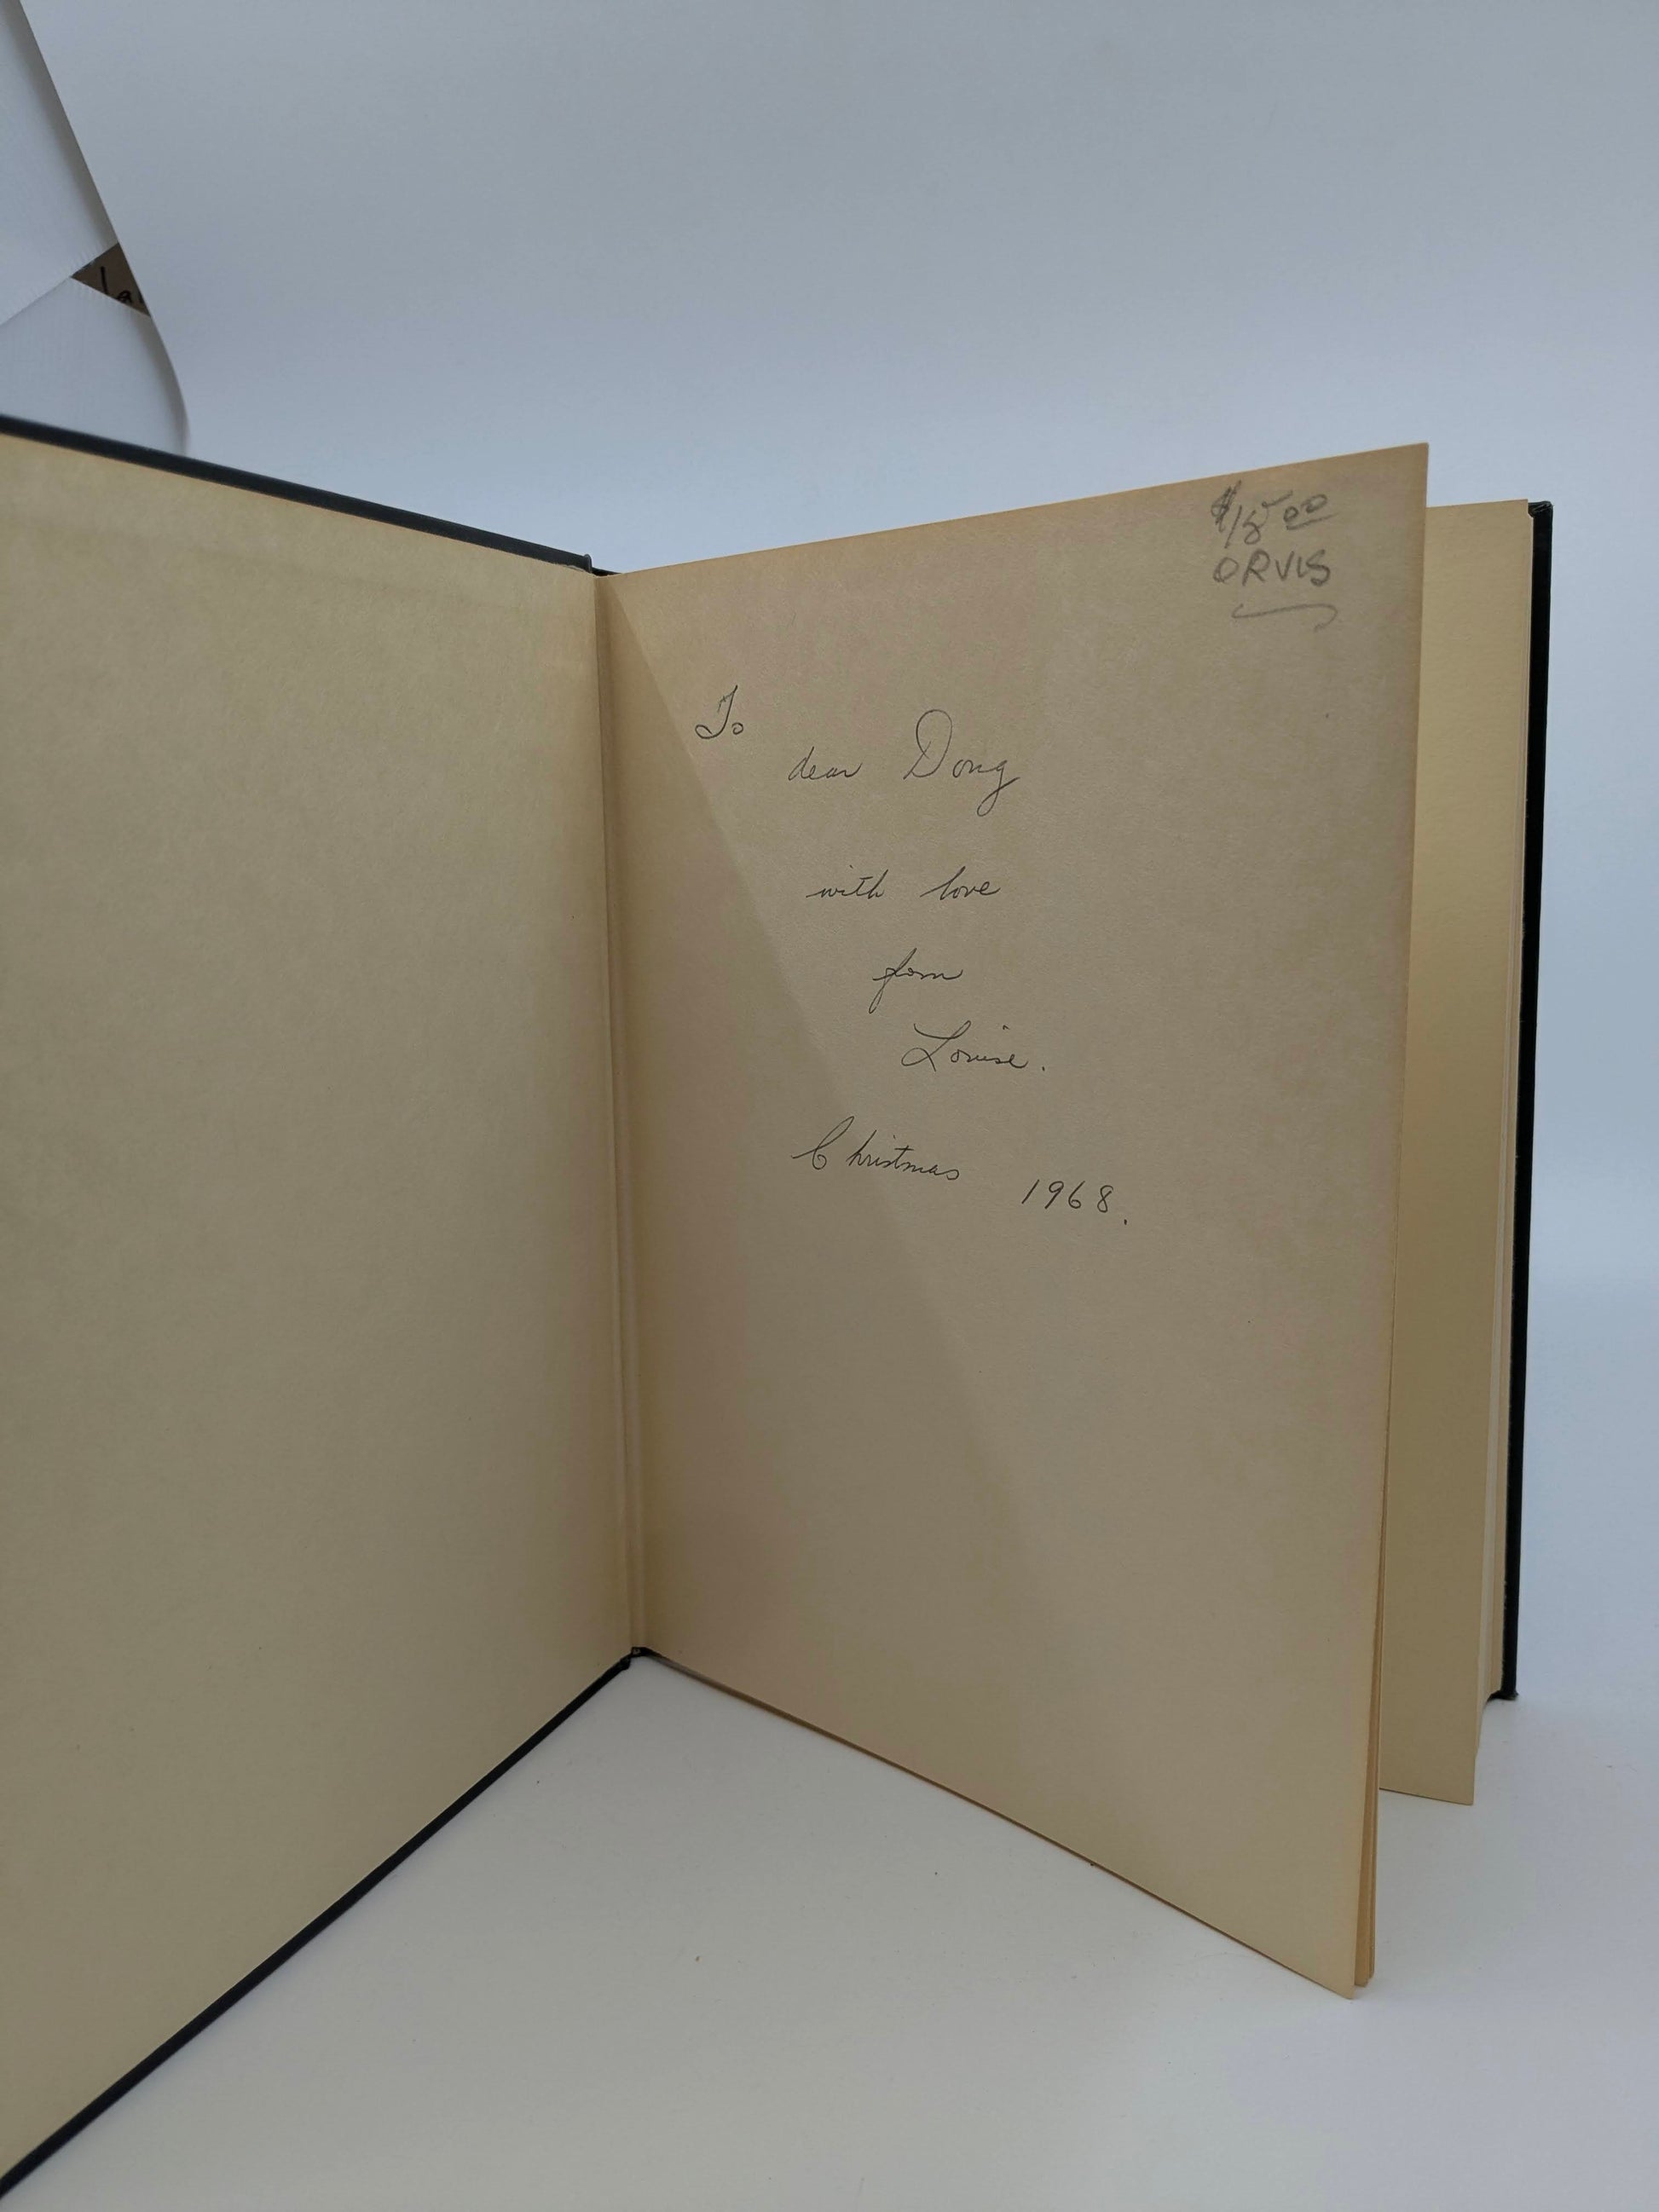 $15.00
ORVIS
To
dear Doug
with love
from
Louise.
Christmas 1968.